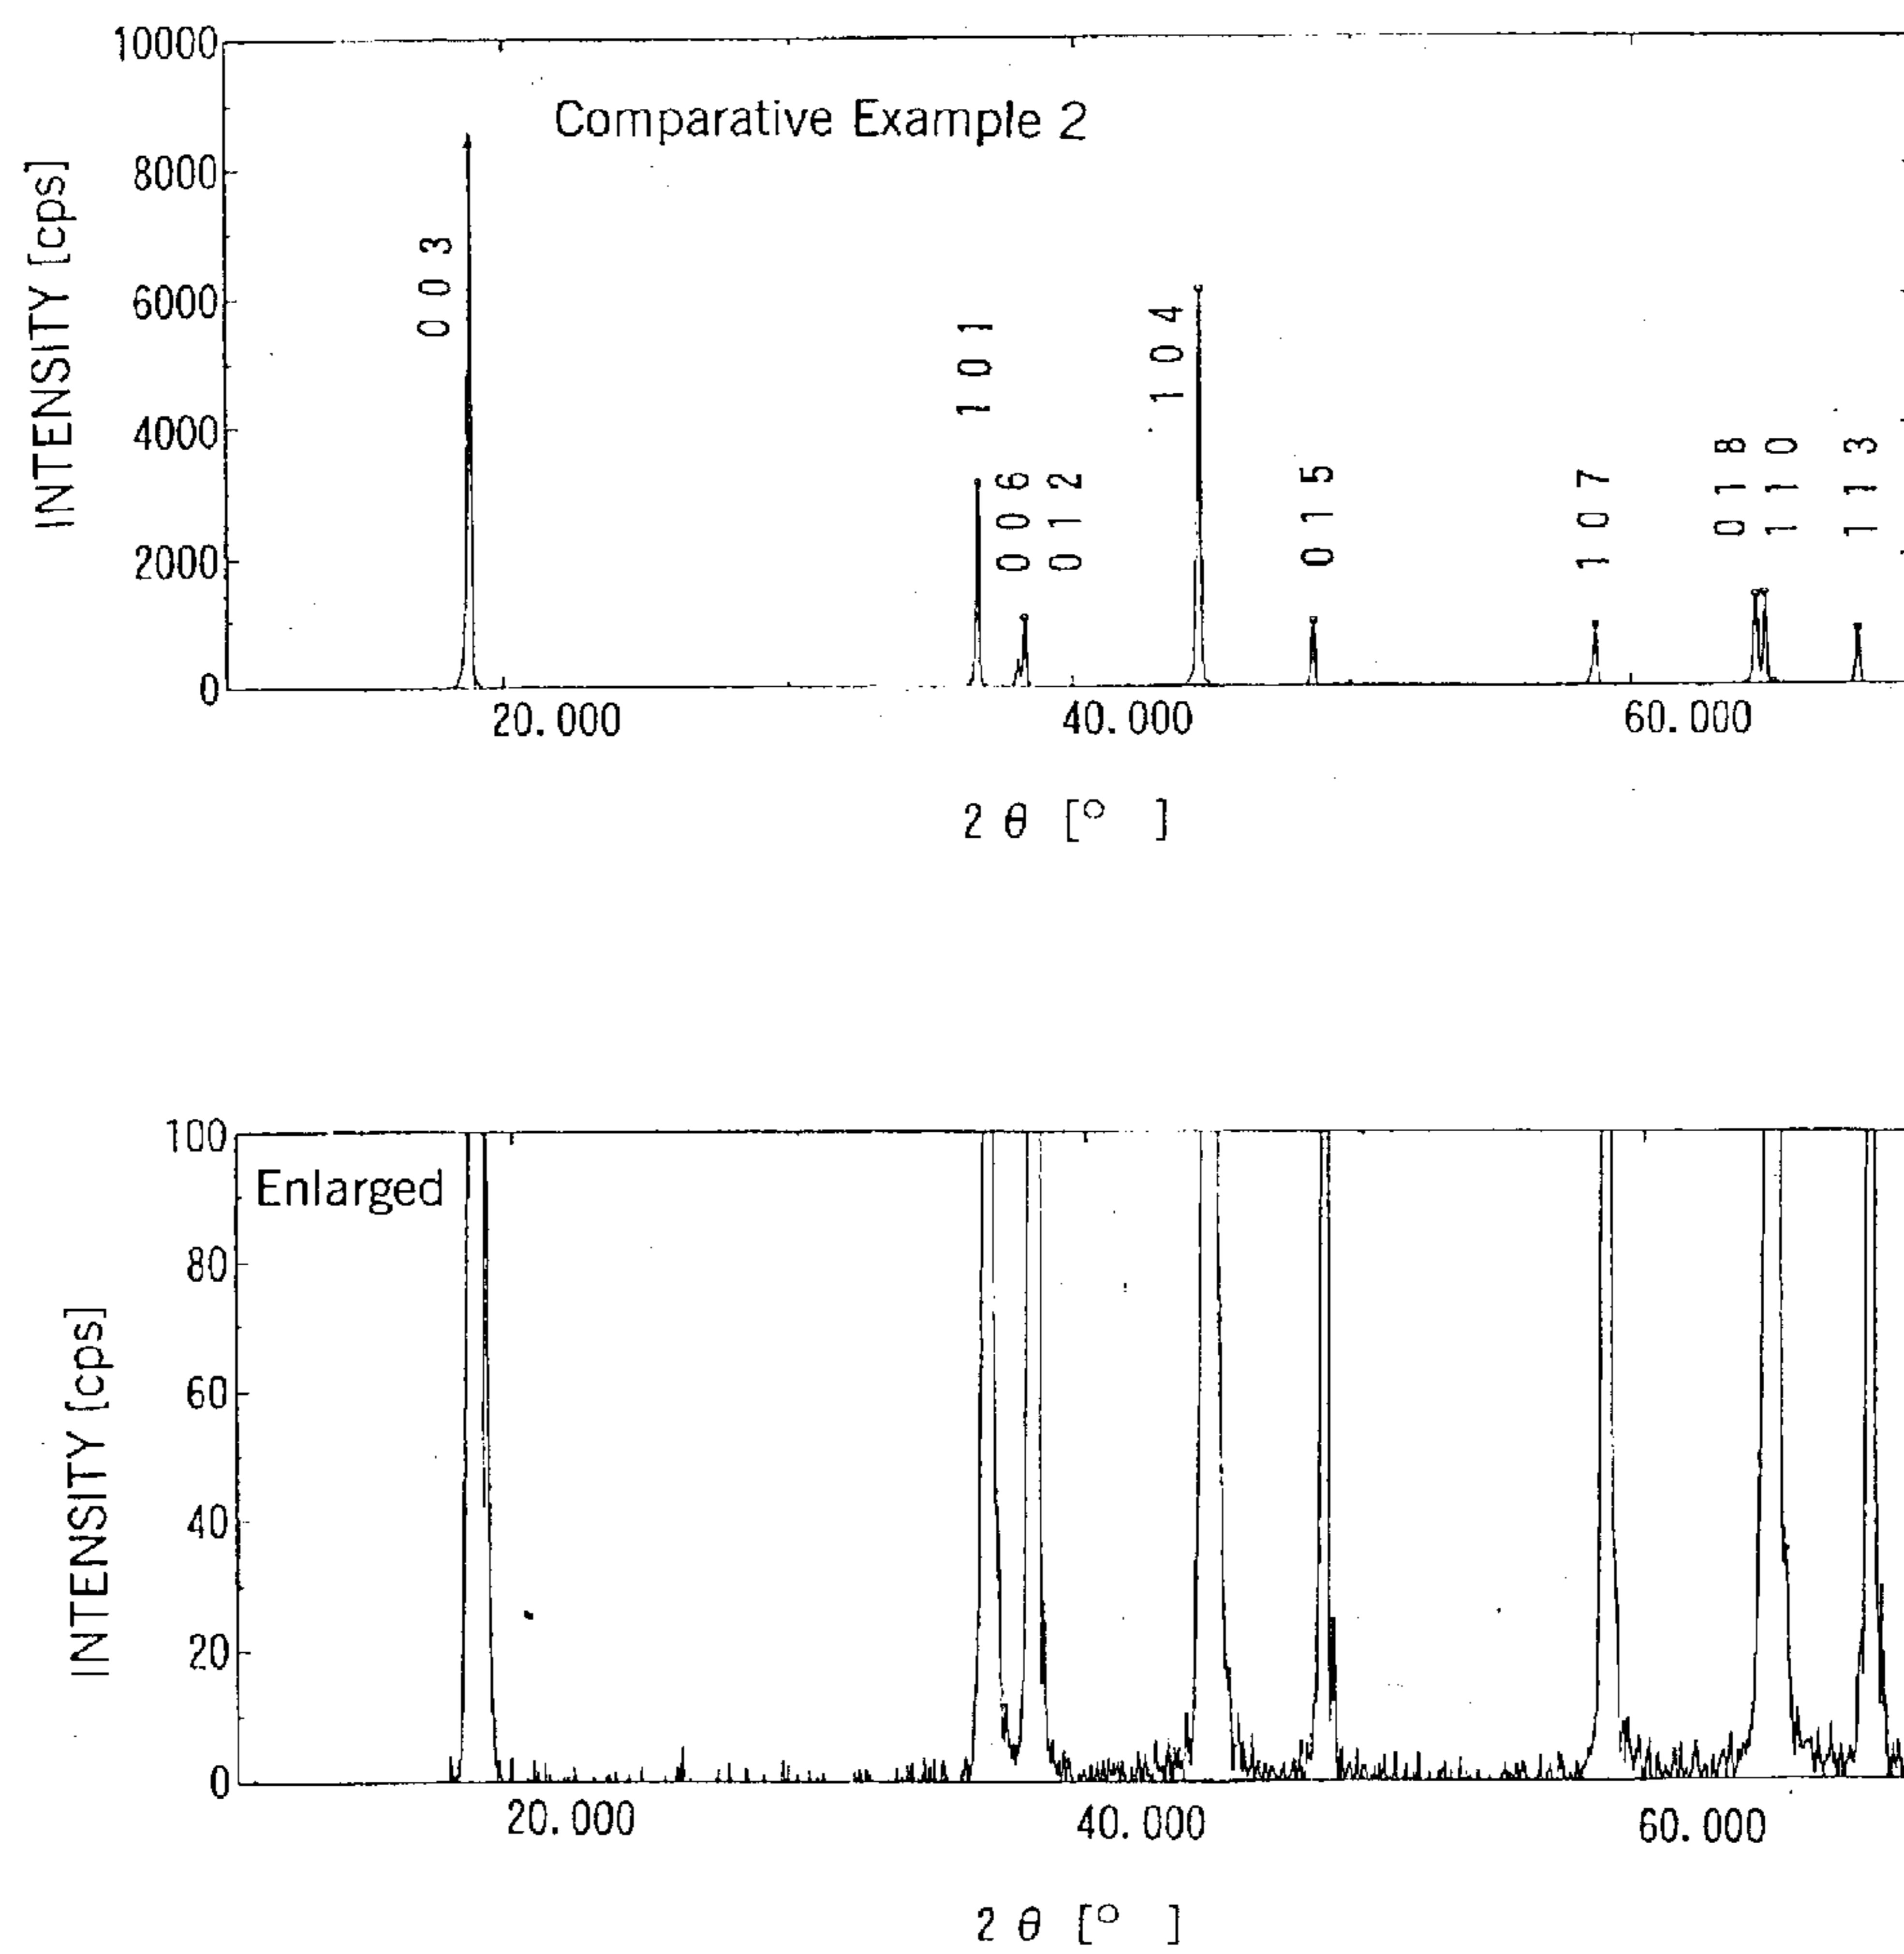 Comparative Example 2
INTENSITY [cps]
10000
8000
6000
4000
2000
0
0 0 3
1 0 1
0 0 6
0 1 2
1 0 4
0 1 5
1 0 7
0 1 8
1 1 0
1 1 3
20.000
40.000
60.000
2 θ [° ]
Enlarged
INTENSITY [cps]
100
80
60
40
20
0
20.000
40.000
60.000
2 θ [° ]